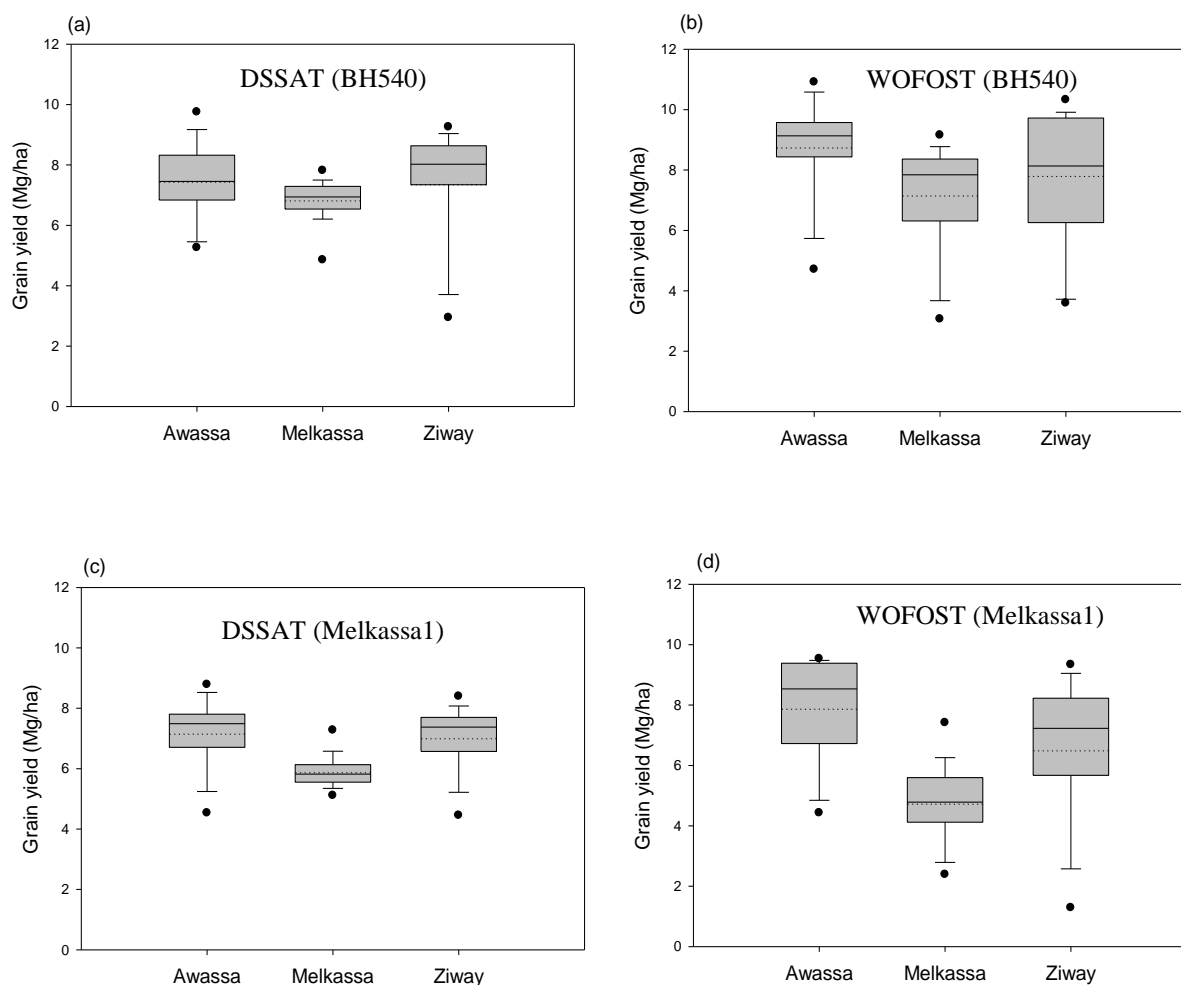 (a)
DSSAT (BH540)
Grain yield (Mg/ha)
12
10
8
6
4
2
0
Awassa Melkassa Ziway
(b)
WOFOST (BH540)
Grain yield (Mg/ha)
12
10
8
6
4
2
0
Awassa Melkassa Ziway
(c)
DSSAT (Melkassa1)
Grain yield (Mg/ha)
12
10
8
6
4
2
0
Awassa Melkassa Ziway
(d)
WOFOST (Melkassa1)
Grain yield (Mg/ha)
12
10
8
6
4
2
0
Awassa Melkassa Ziway